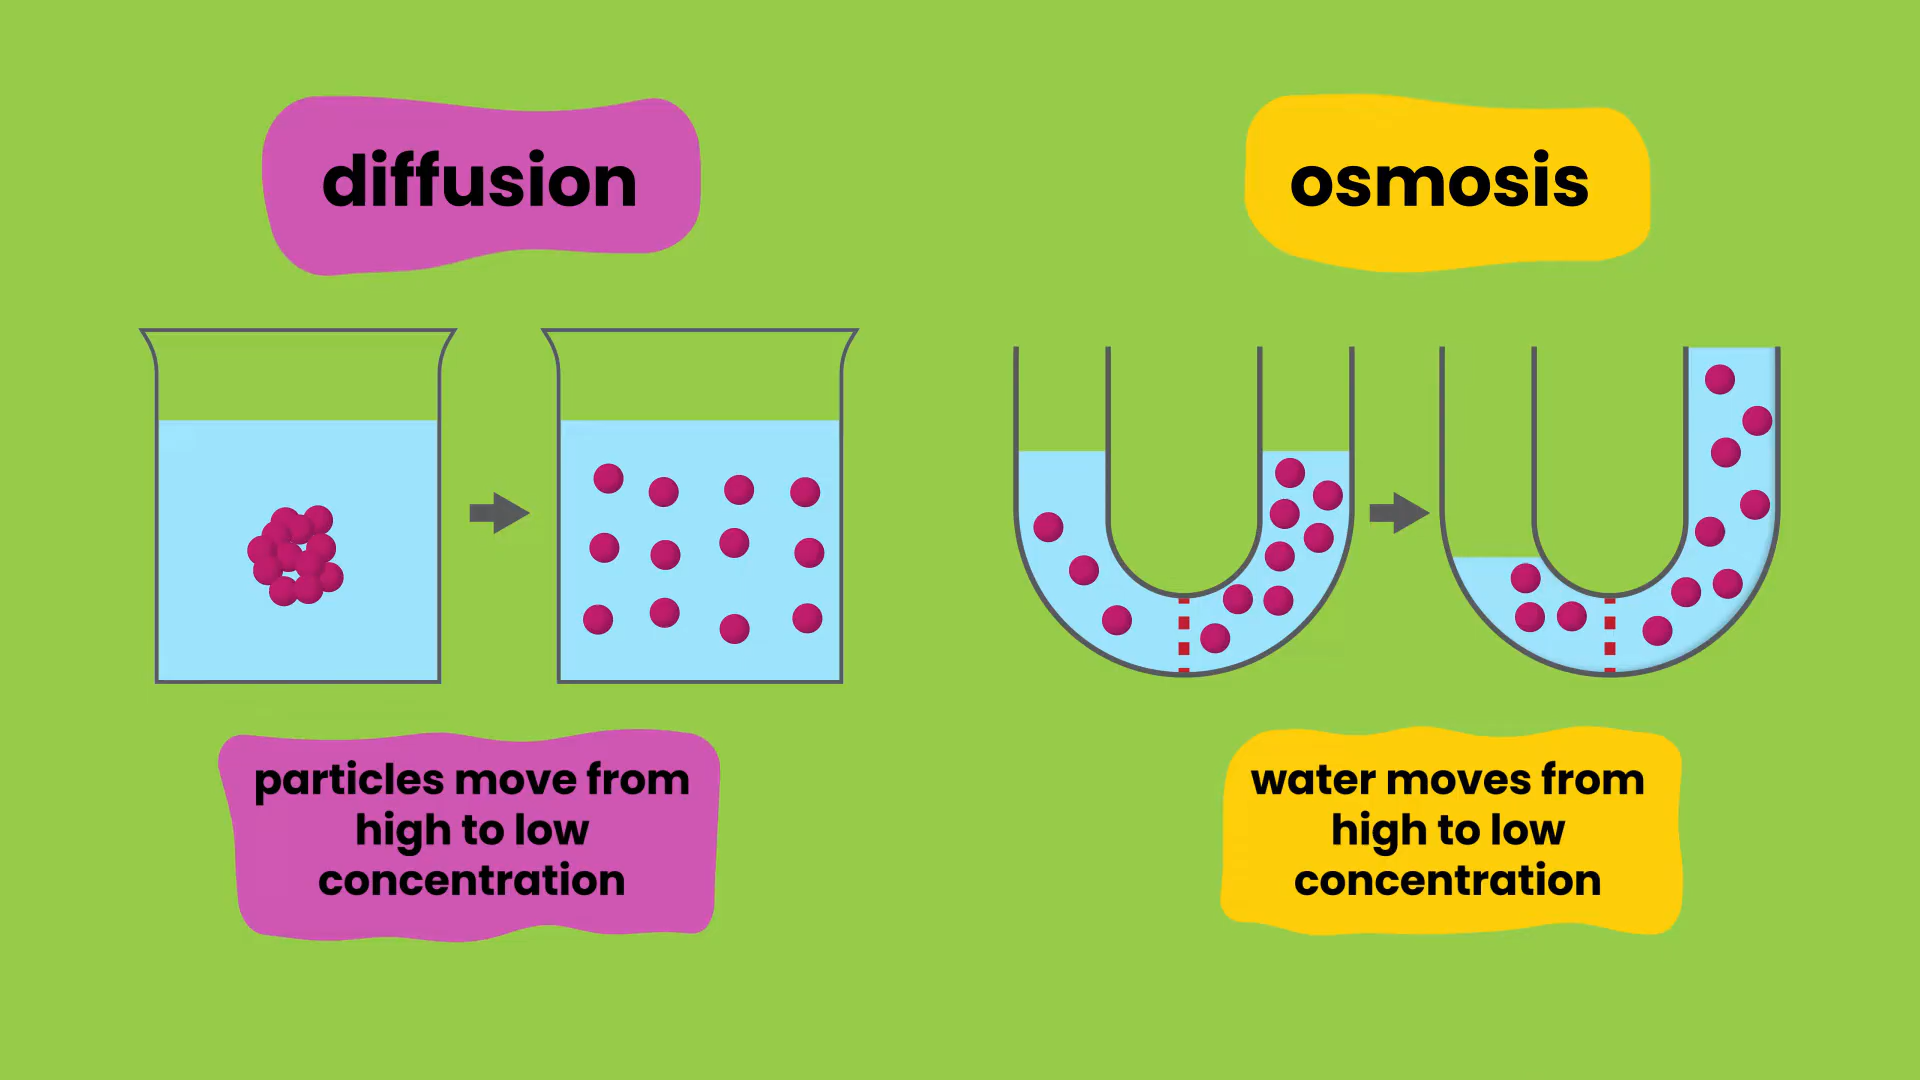 diffusion
osmosis
particles move from
high to low
concentration
water moves from
high to low
concentration